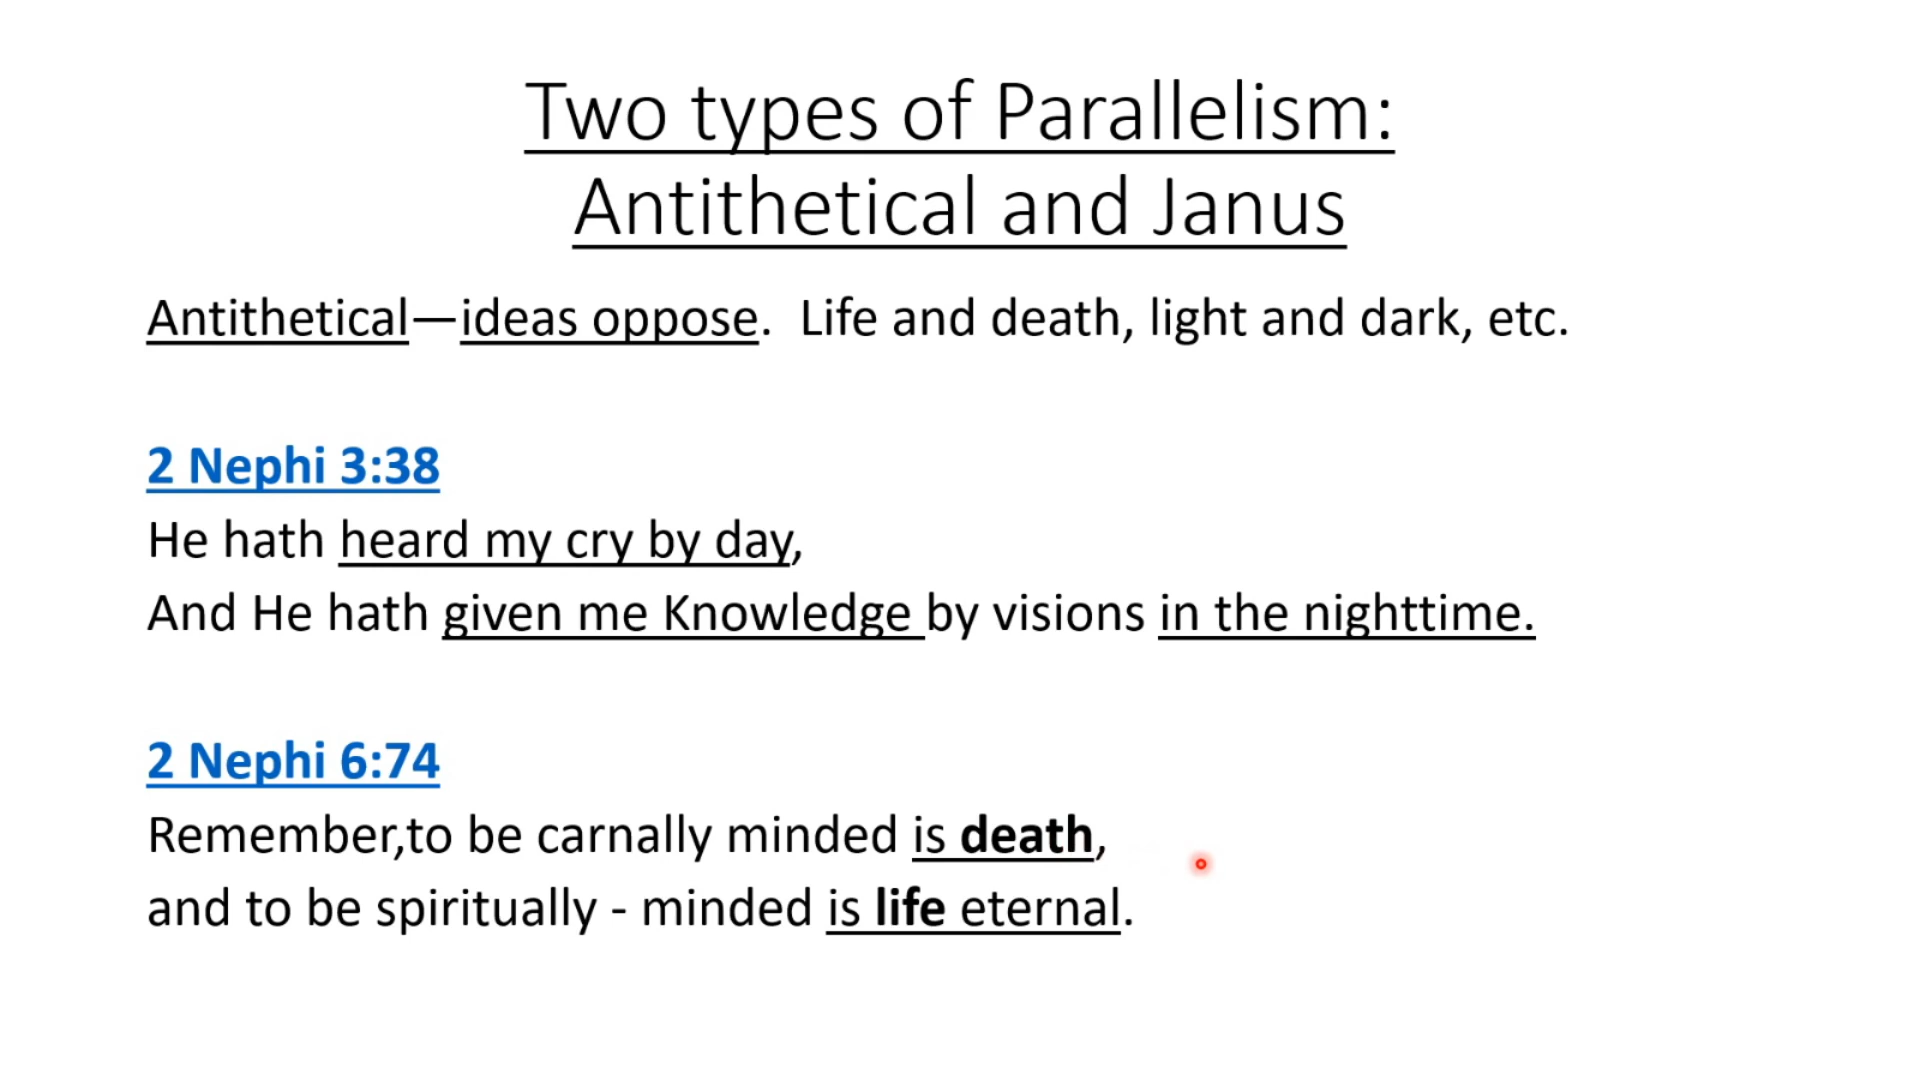 Two types of Parallelism:
Antithetical and Janus
Antithetical—ideas oppose.  Life and death, light and dark, etc.
2 Nephi 3:38
He hath heard my cry by day,
And He hath given me Knowledge by visions in the nighttime.
2 Nephi 6:74
Remember,to be carnally minded is death,
and to be spiritually - minded is life eternal.